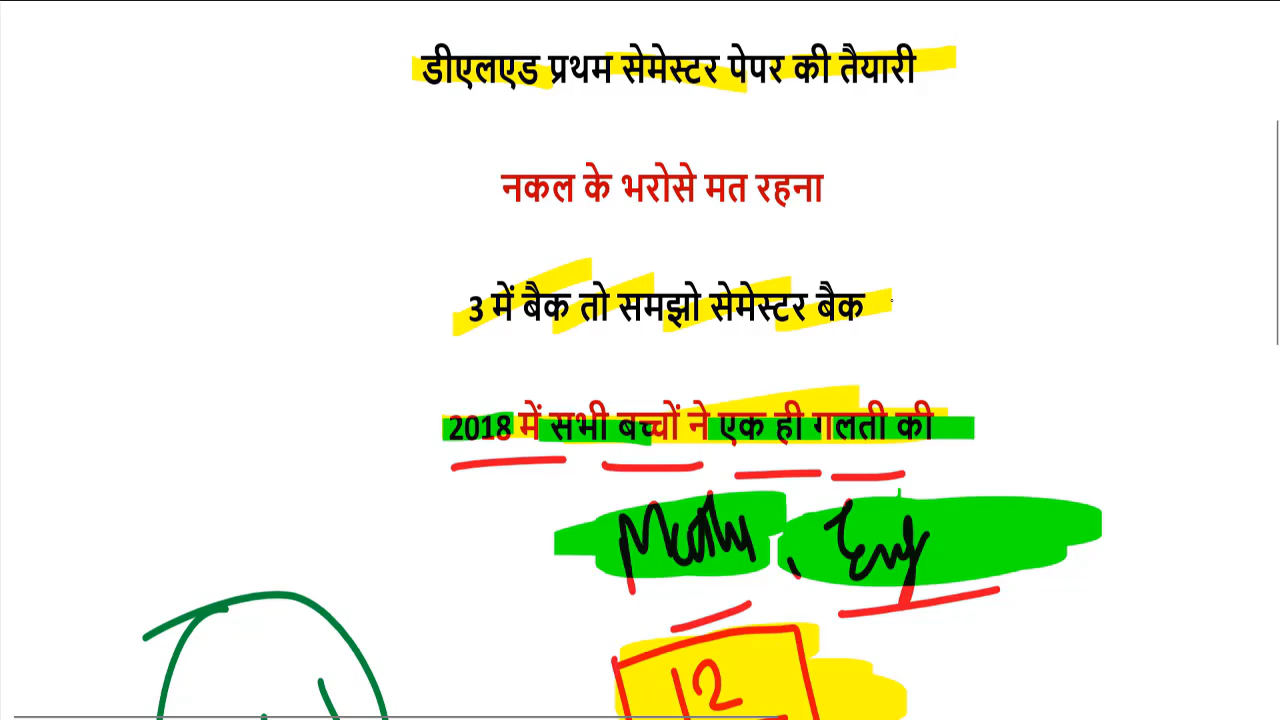 डीएलएड प्रथम सेमेस्टर पेपर की तैयारी
नकल के भरोसे मत रहना
3 में बैक तो समझो सेमेस्टर बैक
2018 में सभी बच्चों ने एक ही गलती की
Math, Eng
12